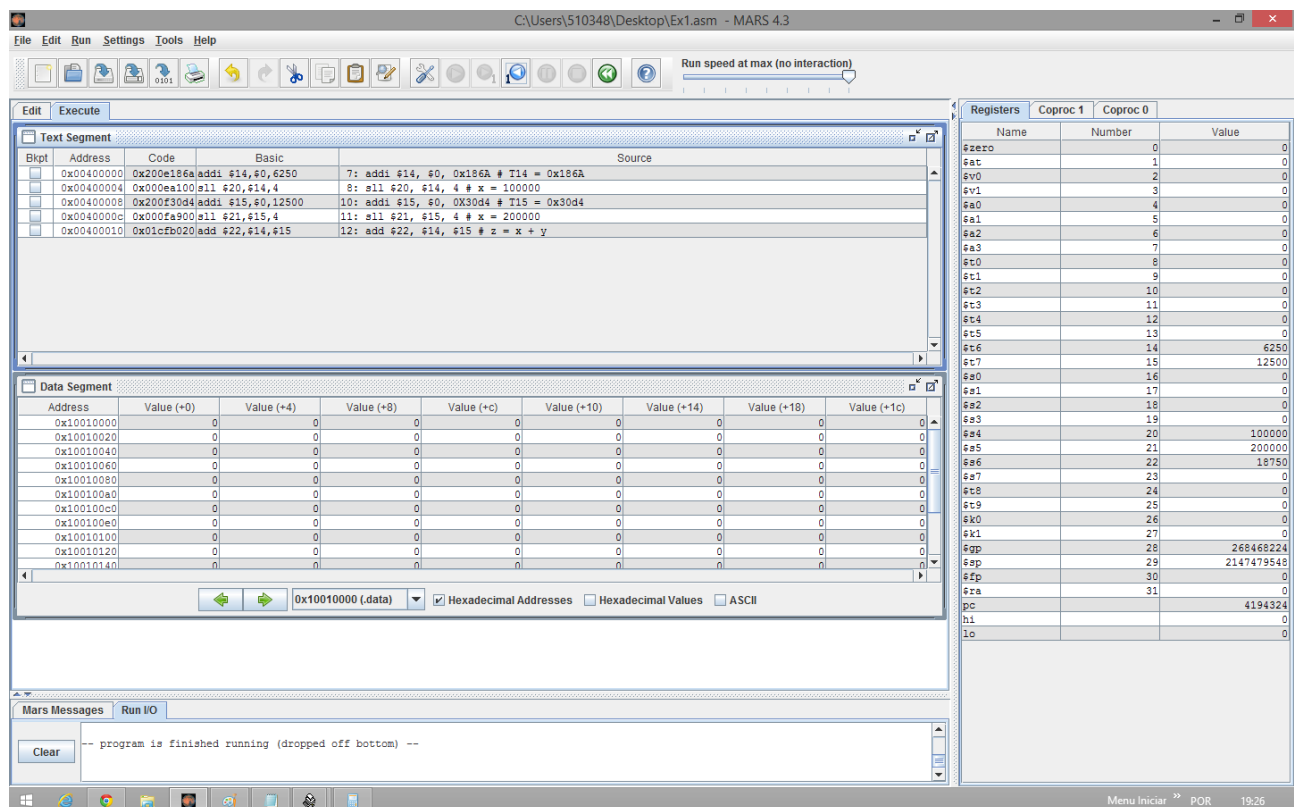 C:\Users\510348\Desktop\Ex1.asm - MARS 4.3
File Edit Run Settings Tools Help
Run speed at max (no interaction)
Edit Execute
Text Segment
Bkpt Address Code Basic Source
0x00400000 0x200e186a addi $14,$0,6250 7: addi $14, $0, 0x186A # T14 = 0x186A
0x00400004 0x000ea100 sll $20,$14,4 8: sll $20, $14, 4 # x = 100000
0x00400008 0x200f30d4 addi $15,$0,12500 10: addi $15, $0, 0X30d4 # T15 = 0x30d4
0x0040000c 0x000fa900 sll $21,$15,4 11: sll $21, $15, 4 # x = 200000
0x00400010 0x01cfb020 add $22,$14,$15 12: add $22, $14, $15 # z = x + y
Data Segment
Address Value (+0) Value (+4) Value (+8) Value (+c) Value (+10) Value (+14) Value (+18) Value (+1c)
0x10010000 0 0 0 0 0 0 0 0
0x10010020 0 0 0 0 0 0 0 0
0x10010040 0 0 0 0 0 0 0 0
0x10010060 0 0 0 0 0 0 0 0
0x10010080 0 0 0 0 0 0 0 0
0x100100a0 0 0 0 0 0 0 0 0
0x100100c0 0 0 0 0 0 0 0 0
0x100100e0 0 0 0 0 0 0 0 0
0x10010100 0 0 0 0 0 0 0 0
0x10010120 0 0 0 0 0 0 0 0
0x10010140 0 0 0 0 0 0 0 0
0x10010000 (.data) Hexadecimal Addresses Hexadecimal Values ASCII
Mars Messages Run I/O
Clear
-- program is finished running (dropped off bottom) --
Registers Coproc 1 Coproc 0
Name Number Value
$zero 0 0
$at 1 0
$v0 2 0
$v1 3 0
$a0 4 0
$a1 5 0
$a2 6 0
$a3 7 0
$t0 8 0
$t1 9 0
$t2 10 0
$t3 11 0
$t4 12 0
$t5 13 0
$t6 14 6250
$t7 15 12500
$s0 16 0
$s1 17 0
$s2 18 0
$s3 19 0
$s4 20 100000
$s5 21 200000
$s6 22 18750
$s7 23 0
$t8 24 0
$t9 25 0
$k0 26 0
$k1 27 0
$gp 28 268468224
$sp 29 2147479548
$fp 30 0
$ra 31 0
pc 4194324
hi 0
lo 0
Menu Iniciar » POR 19:26